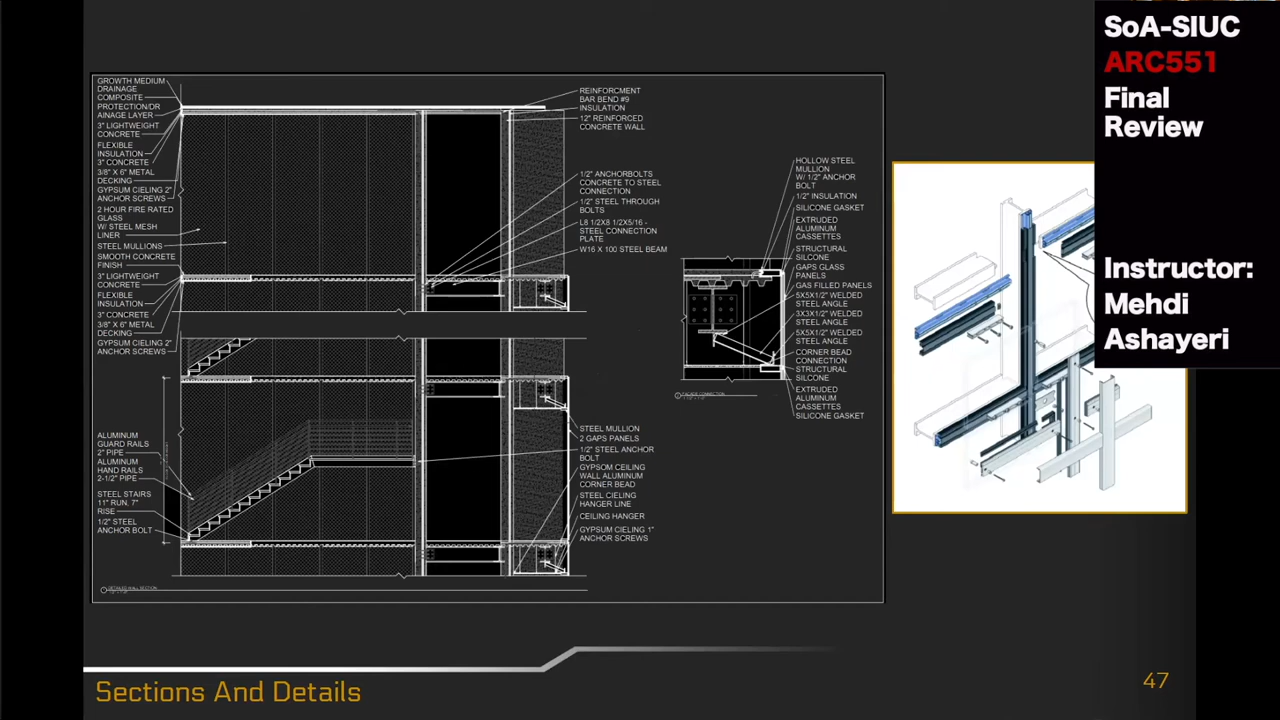 GROWTH MEDIUM
DRAINAGE
COMPOSITE
PROTECTION/DR
AINAGE LAYER
3" LIGHTWEIGHT
CONCRETE
FLEXIBLE
INSULATION
3" CONCRETE
3/8" X 6" METAL
DECKING
GYPSUM CIELING 2"
ANCHOR SCREWS
2 HOUR FIRE RATED
GLASS
W/ STEEL MESH
LINER
STEEL MULLIONS
SMOOTH CONCRETE
FINISH
3" LIGHTWEIGHT
CONCRETE
FLEXIBLE
INSULATION
3" CONCRETE
3/8" X 6" METAL
DECKING
GYPSUM CIELING 2"
ANCHOR SCREWS
ALUMINUM
GUARD RAILS
2" PIPE
ALUMINUM
HAND RAILS
2-1/2" PIPE
STEEL STAIRS
11" RUN, 7"
RISE
1/2" STEEL
ANCHOR BOLT
DETAILED WALL SECTION
REINFORCMENT
BAR BEND #9
INSULATION
12" REINFORCED
CONCRETE WALL
1/2" ANCHORBOLTS
CONCRETE TO STEEL
CONNECTION
1/2" STEEL THROUGH
BOLTS
L8 1/2X8 1/2X5/16 -
STEEL CONNECTION
PLATE
W16 X 100 STEEL BEAM
STEEL MULLION
2 GAPS PANELS
1/2" STEEL ANCHOR
BOLT
GYPSOM CEILING
WALL ALUMINUM
CORNER BEAD
STEEL CIELING
HANGER LINE
CEILING HANGER
GYPSUM CIELING 1"
ANCHOR SCREWS
HOLLOW STEEL
MULLION
W/ 1/2" ANCHOR
BOLT
1/2" INSULATION
SILICONE GASKET
EXTRUDED
ALUMINUM
CASSETTES
STRUCTURAL
SILCONE
GAPS GLASS
PANELS
GAS FILLED PANELS
5X5X1/2" WELDED
STEEL ANGLE
3X3X1/2" WELDED
STEEL ANGLE
5X5X1/2" WELDED
STEEL ANGLE
CORNER BEAD
CONNECTION
STRUCTURAL
SILCONE
EXTRUDED
ALUMINUM
CASSETTES
SILICONE GASKET
FACADE CONNECTION
SoA-SIUC
ARC551
Final
Review
Instructor:
Mehdi
Ashayeri
Sections And Details
47